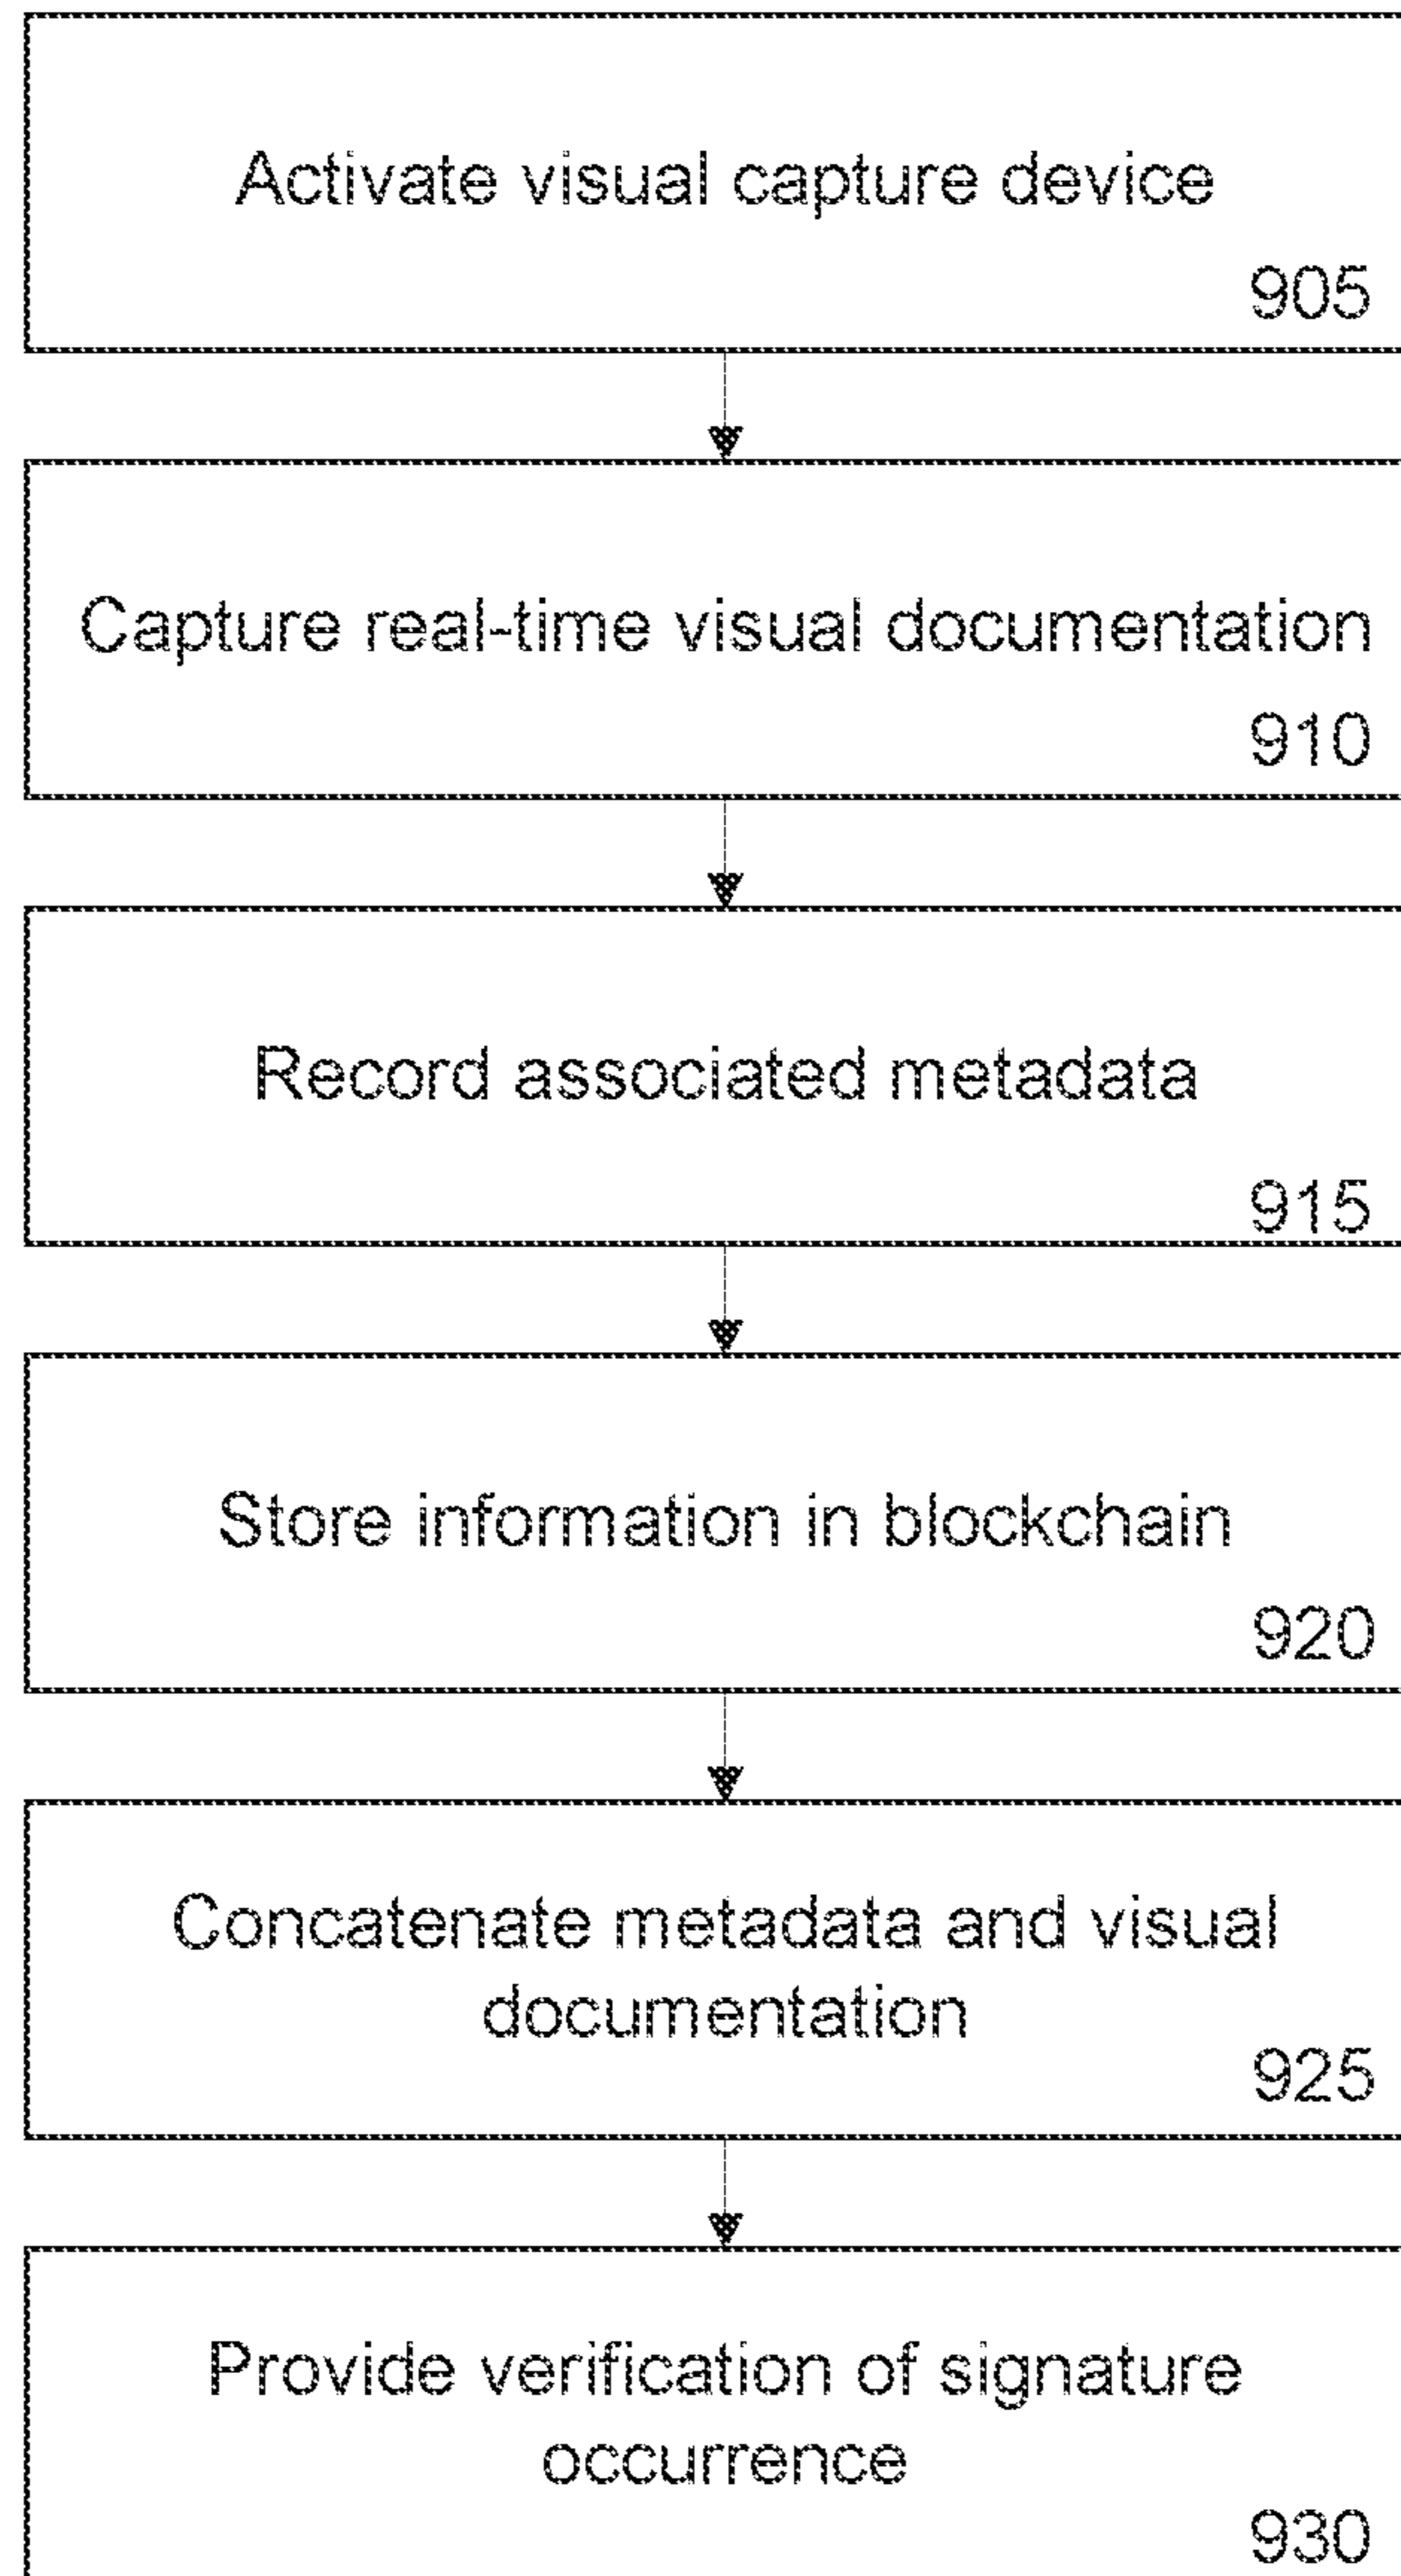 Activate visual capture device
905
Capture real-time visual documentation
910
Record associated metadata
915
Store information in blockchain
920
Concatenate metadata and visual
documentation
925
Provide verification of signature
occurrence
930